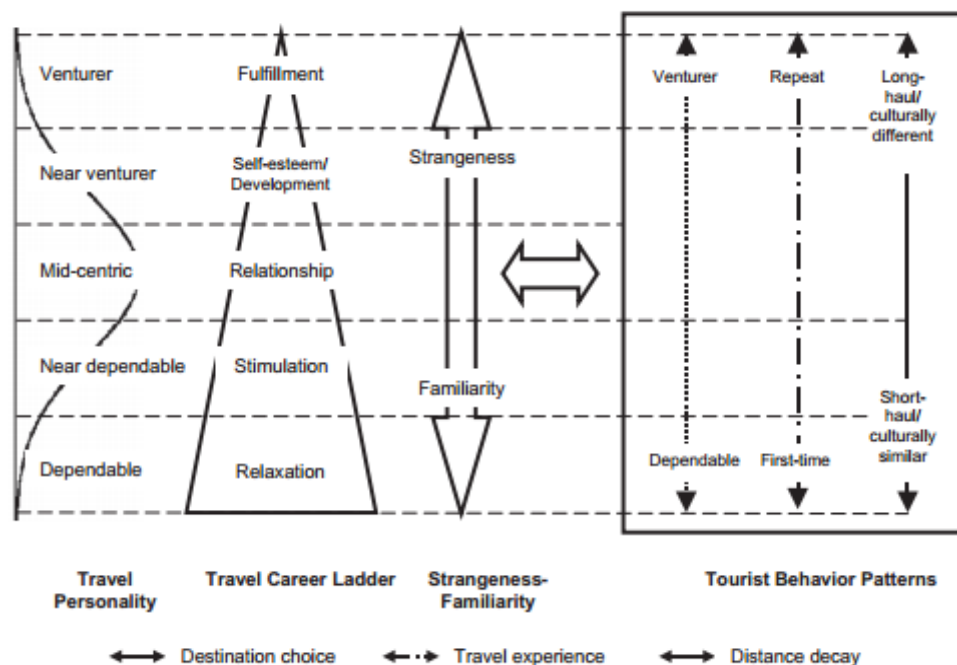 Venturer
Fulfillment
Venturer
Repeat
Long-
haul/
culturally
different
Strangeness
Near venturer
Self-esteem/
Development
Mid-centric
Relationship
Near dependable
Stimulation
Familiarity
Short-
haul/
culturally
similar
Dependable
Relaxation
Dependable
First-time
Travel
Personality
Travel Career Ladder
Strangeness-
Familiarity
Tourist Behavior Patterns
Destination choice
Travel experience
Distance decay